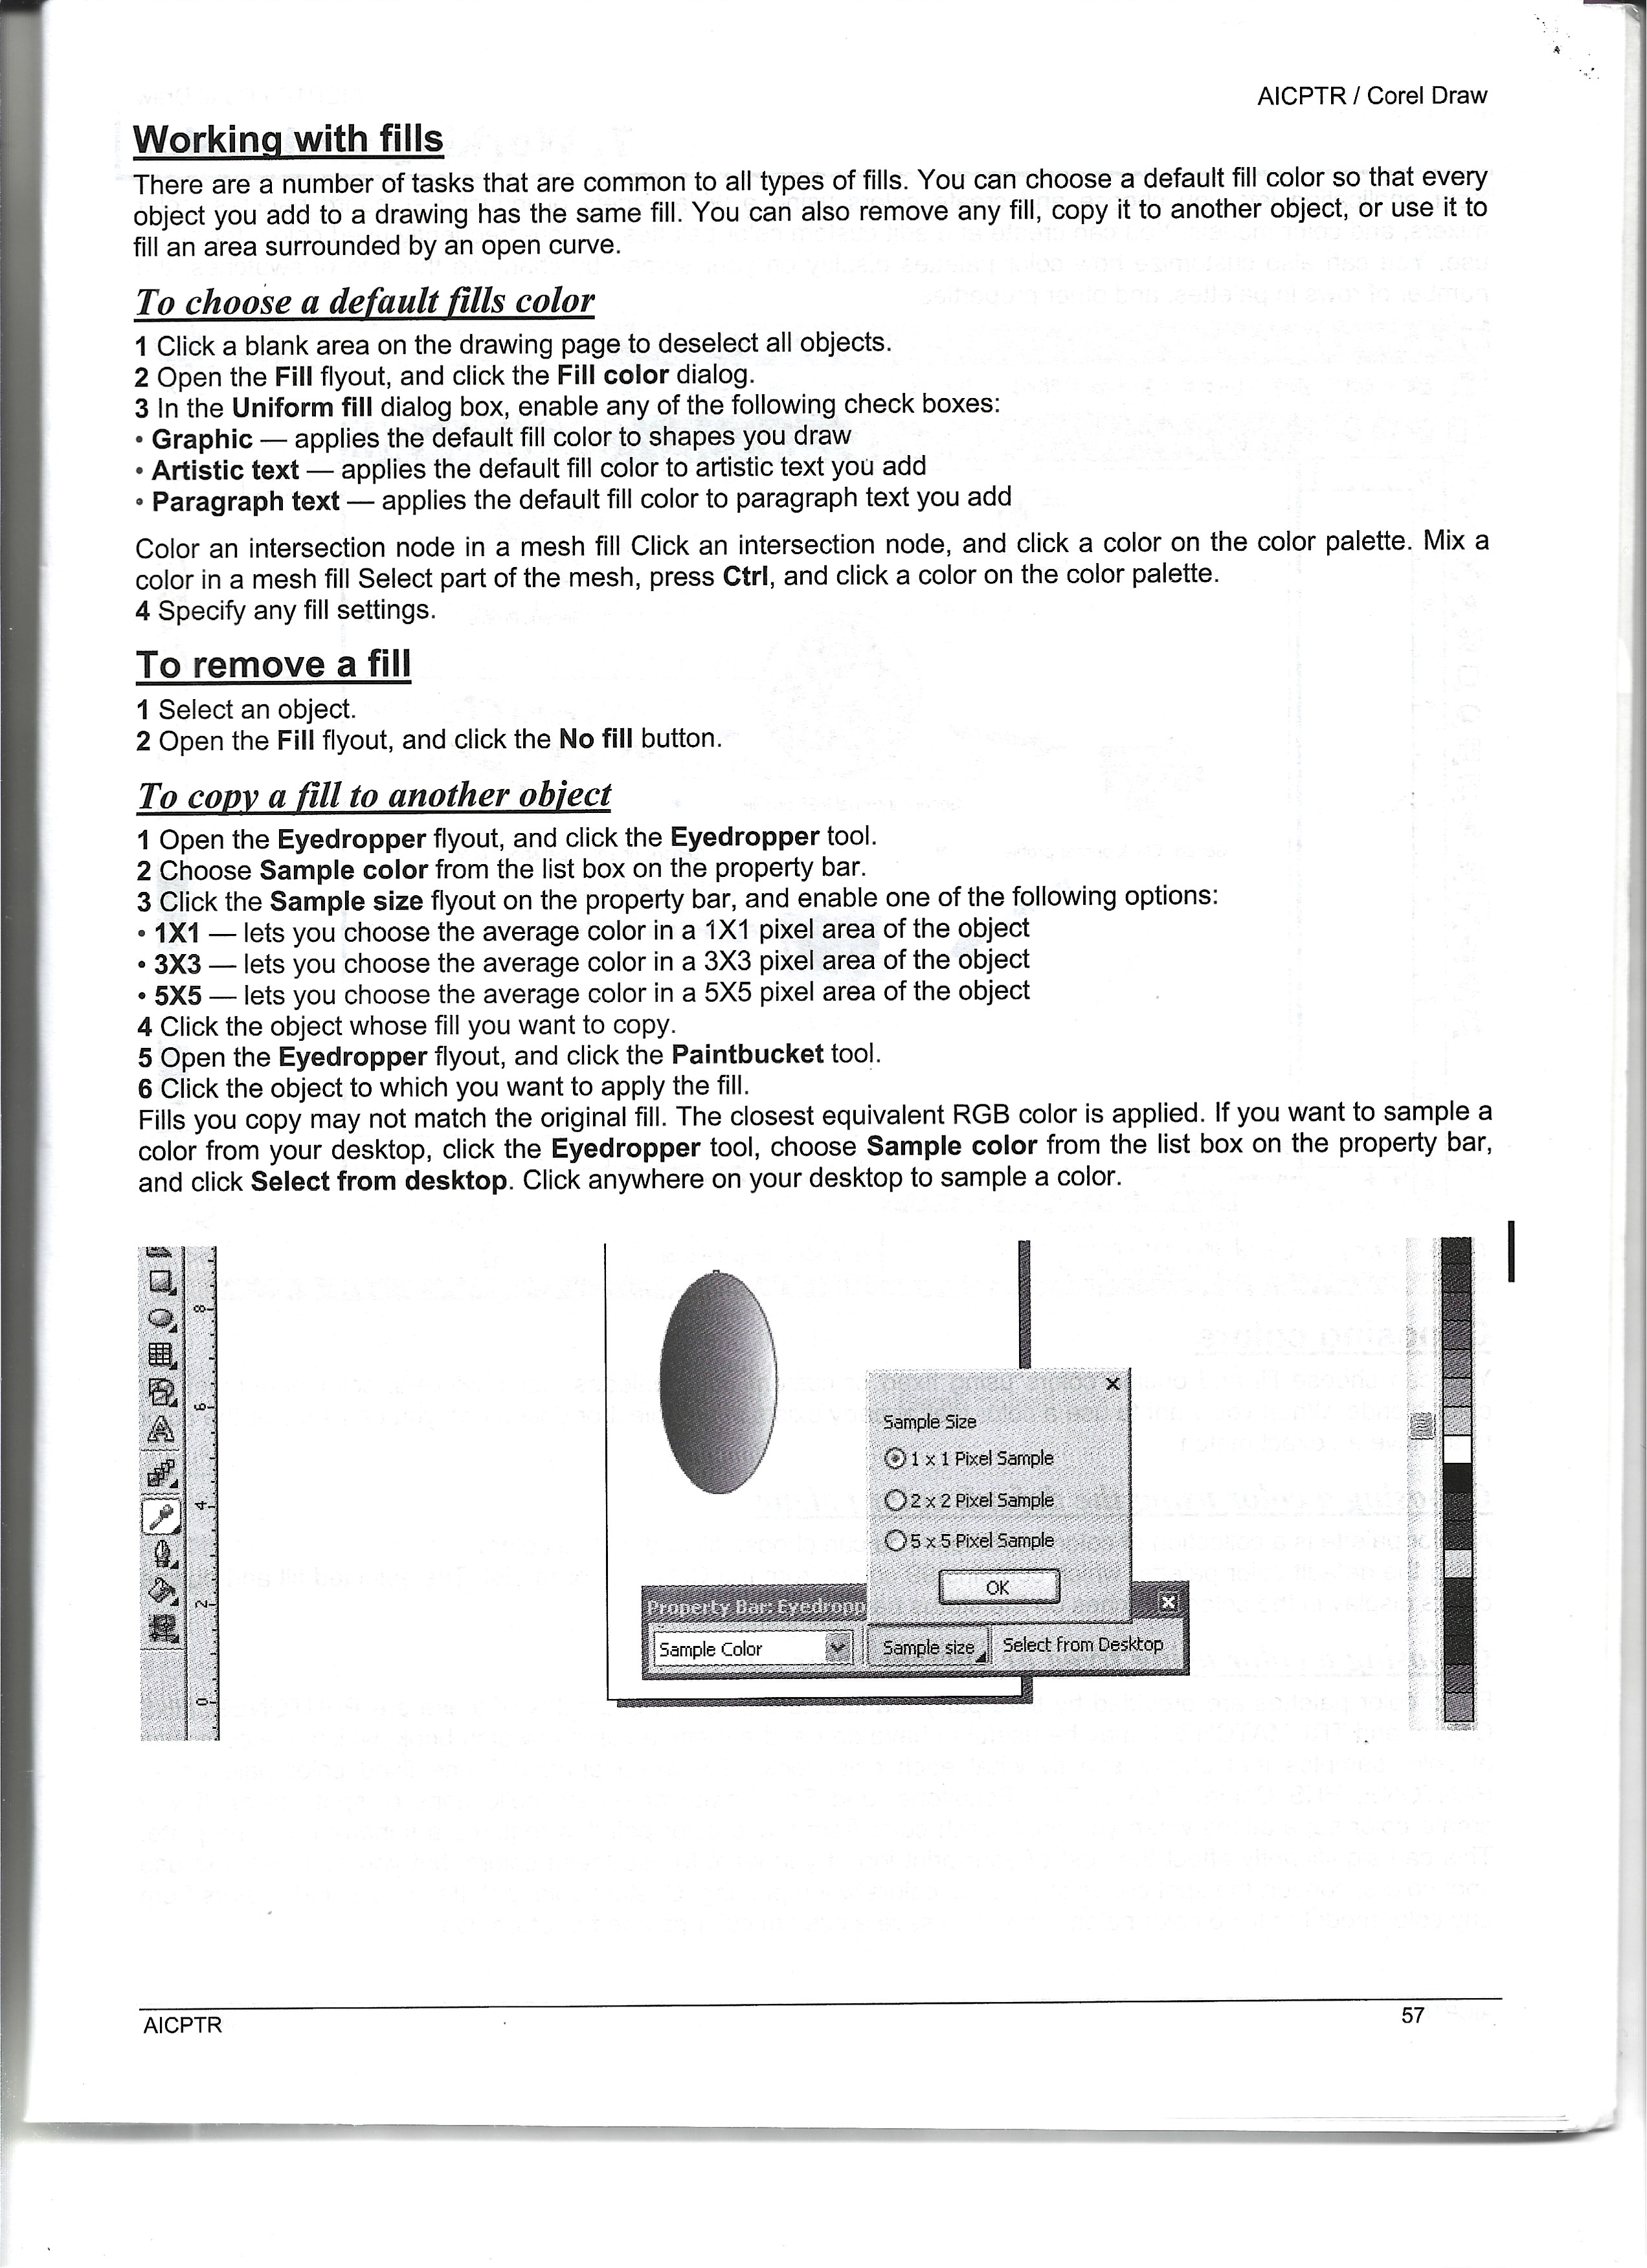 AICPTR / Corel Draw
Working with fills
There are a number of tasks that are common to all types of fills. You can choose a default fill color so that every
object you add to a drawing has the same fill. You can also remove any fill, copy it to another object, or use it to
fill an area surrounded by an open curve.
To choose a default fills color
1 Click a blank area on the drawing page to deselect all objects.
2 Open the Fill flyout, and click the Fill color dialog.
3 In the Uniform fill dialog box, enable any of the following check boxes:
• Graphic — applies the default fill color to shapes you draw
• Artistic text — applies the default fill color to artistic text you add
• Paragraph text — applies the default fill color to paragraph text you add
Color an intersection node in a mesh fill Click an intersection node, and click a color on the color palette. Mix a
color in a mesh fill Select part of the mesh, press Ctrl, and click a color on the color palette.
4 Specify any fill settings.
To remove a fill
1 Select an object.
2 Open the Fill flyout, and click the No fill button.
To copy a fill to another object
1 Open the Eyedropper flyout, and click the Eyedropper tool.
2 Choose Sample color from the list box on the property bar.
3 Click the Sample size flyout on the property bar, and enable one of the following options:
• 1X1 — lets you choose the average color in a 1X1 pixel area of the object
• 3X3 — lets you choose the average color in a 3X3 pixel area of the object
• 5X5 — lets you choose the average color in a 5X5 pixel area of the object
4 Click the object whose fill you want to copy.
5 Open the Eyedropper flyout, and click the Paintbucket tool.
6 Click the object to which you want to apply the fill.
Fills you copy may not match the original fill. The closest equivalent RGB color is applied. If you want to sample a
color from your desktop, click the Eyedropper tool, choose Sample color from the list box on the property bar,
and click Select from desktop. Click anywhere on your desktop to sample a color.
8
6
4
2
0
Sample Size
1 x 1 Pixel Sample
2 x 2 Pixel Sample
5 x 5 Pixel Sample
OK
Property Bar: Eyedropp
Sample Color
Sample size
Select from Desktop
AICPTR
57